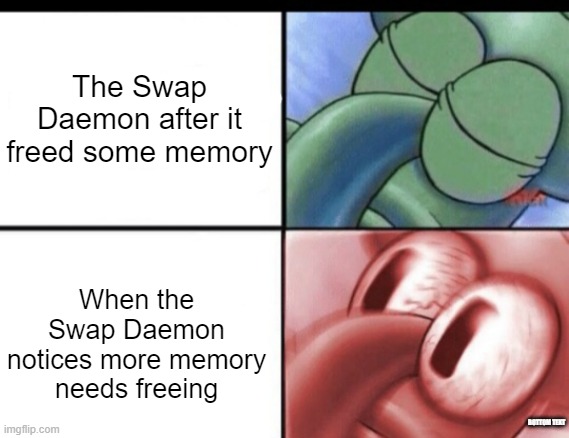 The Swap
Daemon after it
freed some memory
When the
Swap Daemon
notices more memory
needs freeing
BOTTOM TEXT
imgflip.com